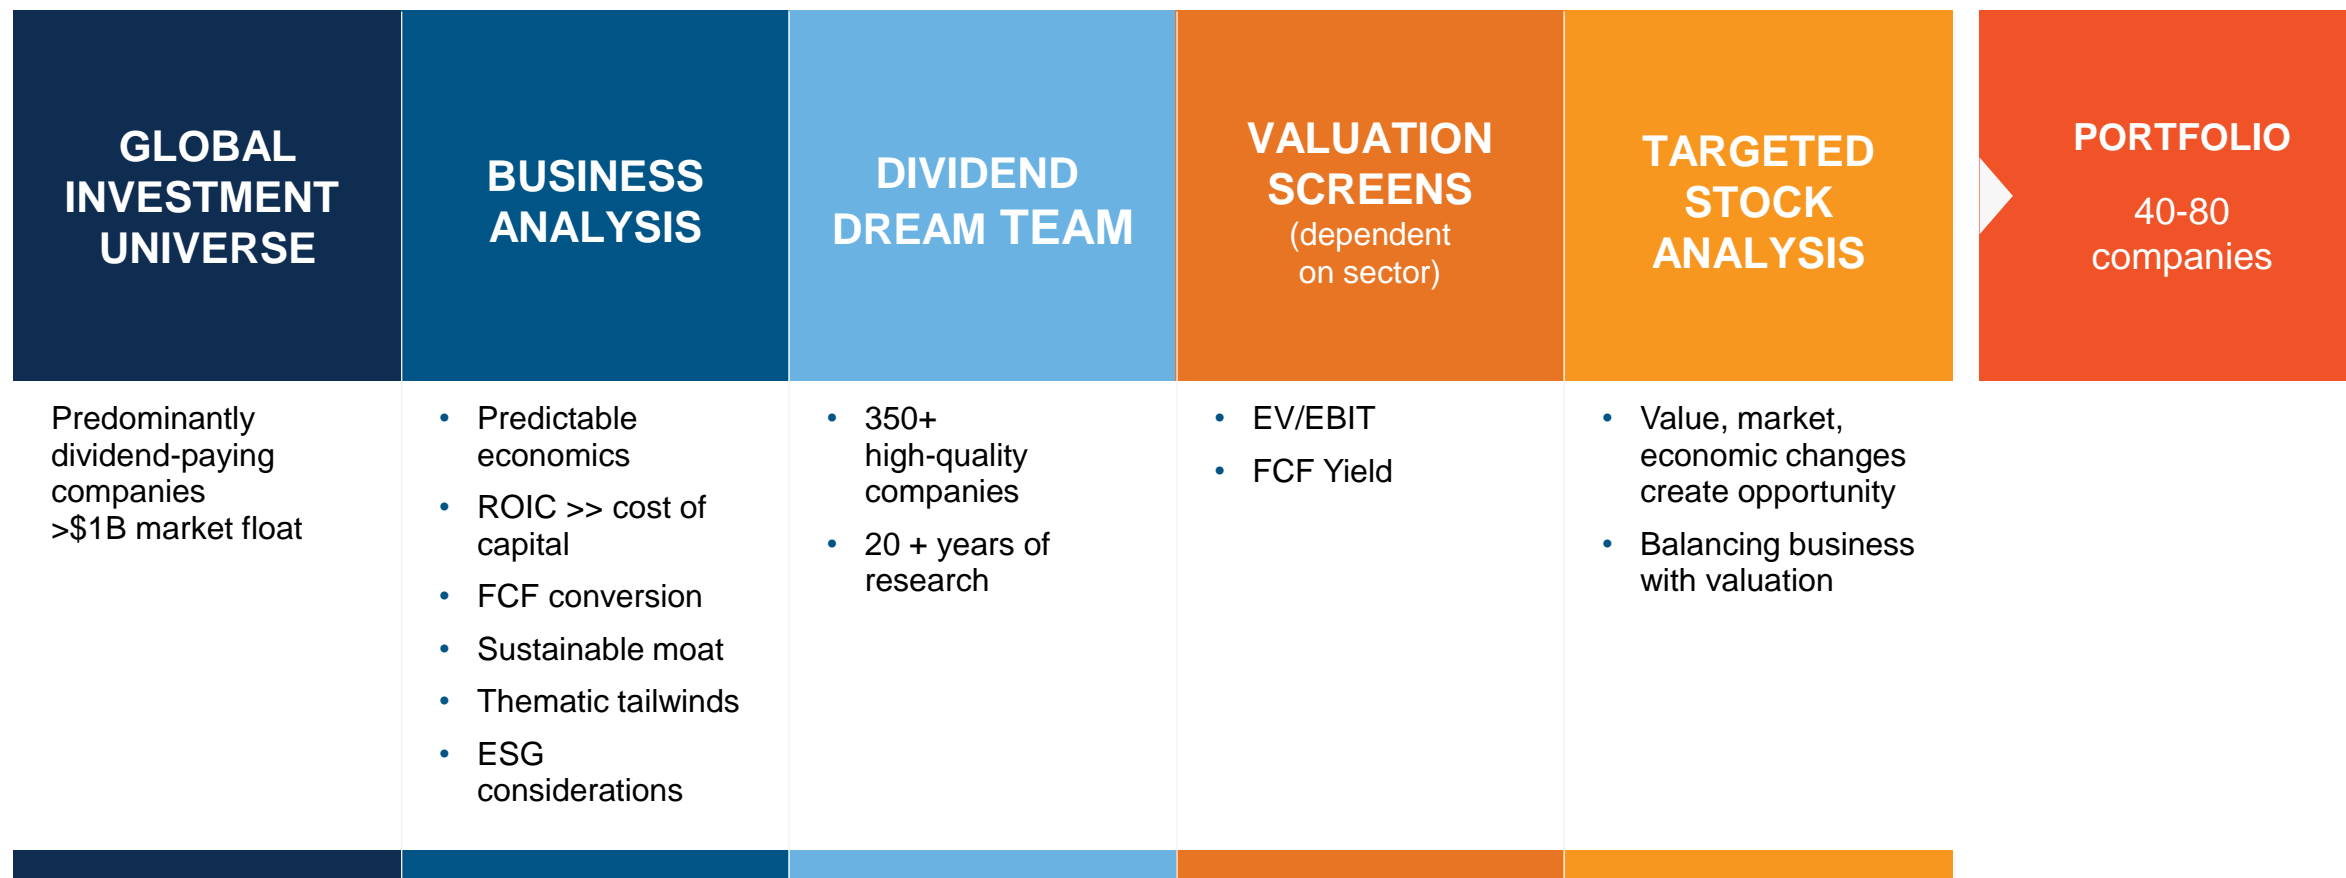 GLOBAL
INVESTMENT
UNIVERSE
Predominantly
dividend-paying
companies
>$1B market float
BUSINESS
ANALYSIS
• Predictable
economics
• ROIC >> cost of
capital
• FCF conversion
• Sustainable moat
• Thematic tailwinds
• ESG
considerations
DIVIDEND
DREAM TEAM
• 350+
high-quality
companies
• 20 + years of
research
VALUATION
SCREENS
(dependent
on sector)
• EV/EBIT
• FCF Yield
TARGETED
STOCK
ANALYSIS
• Value, market,
economic changes
create opportunity
• Balancing business
with valuation
PORTFOLIO
40-80
companies